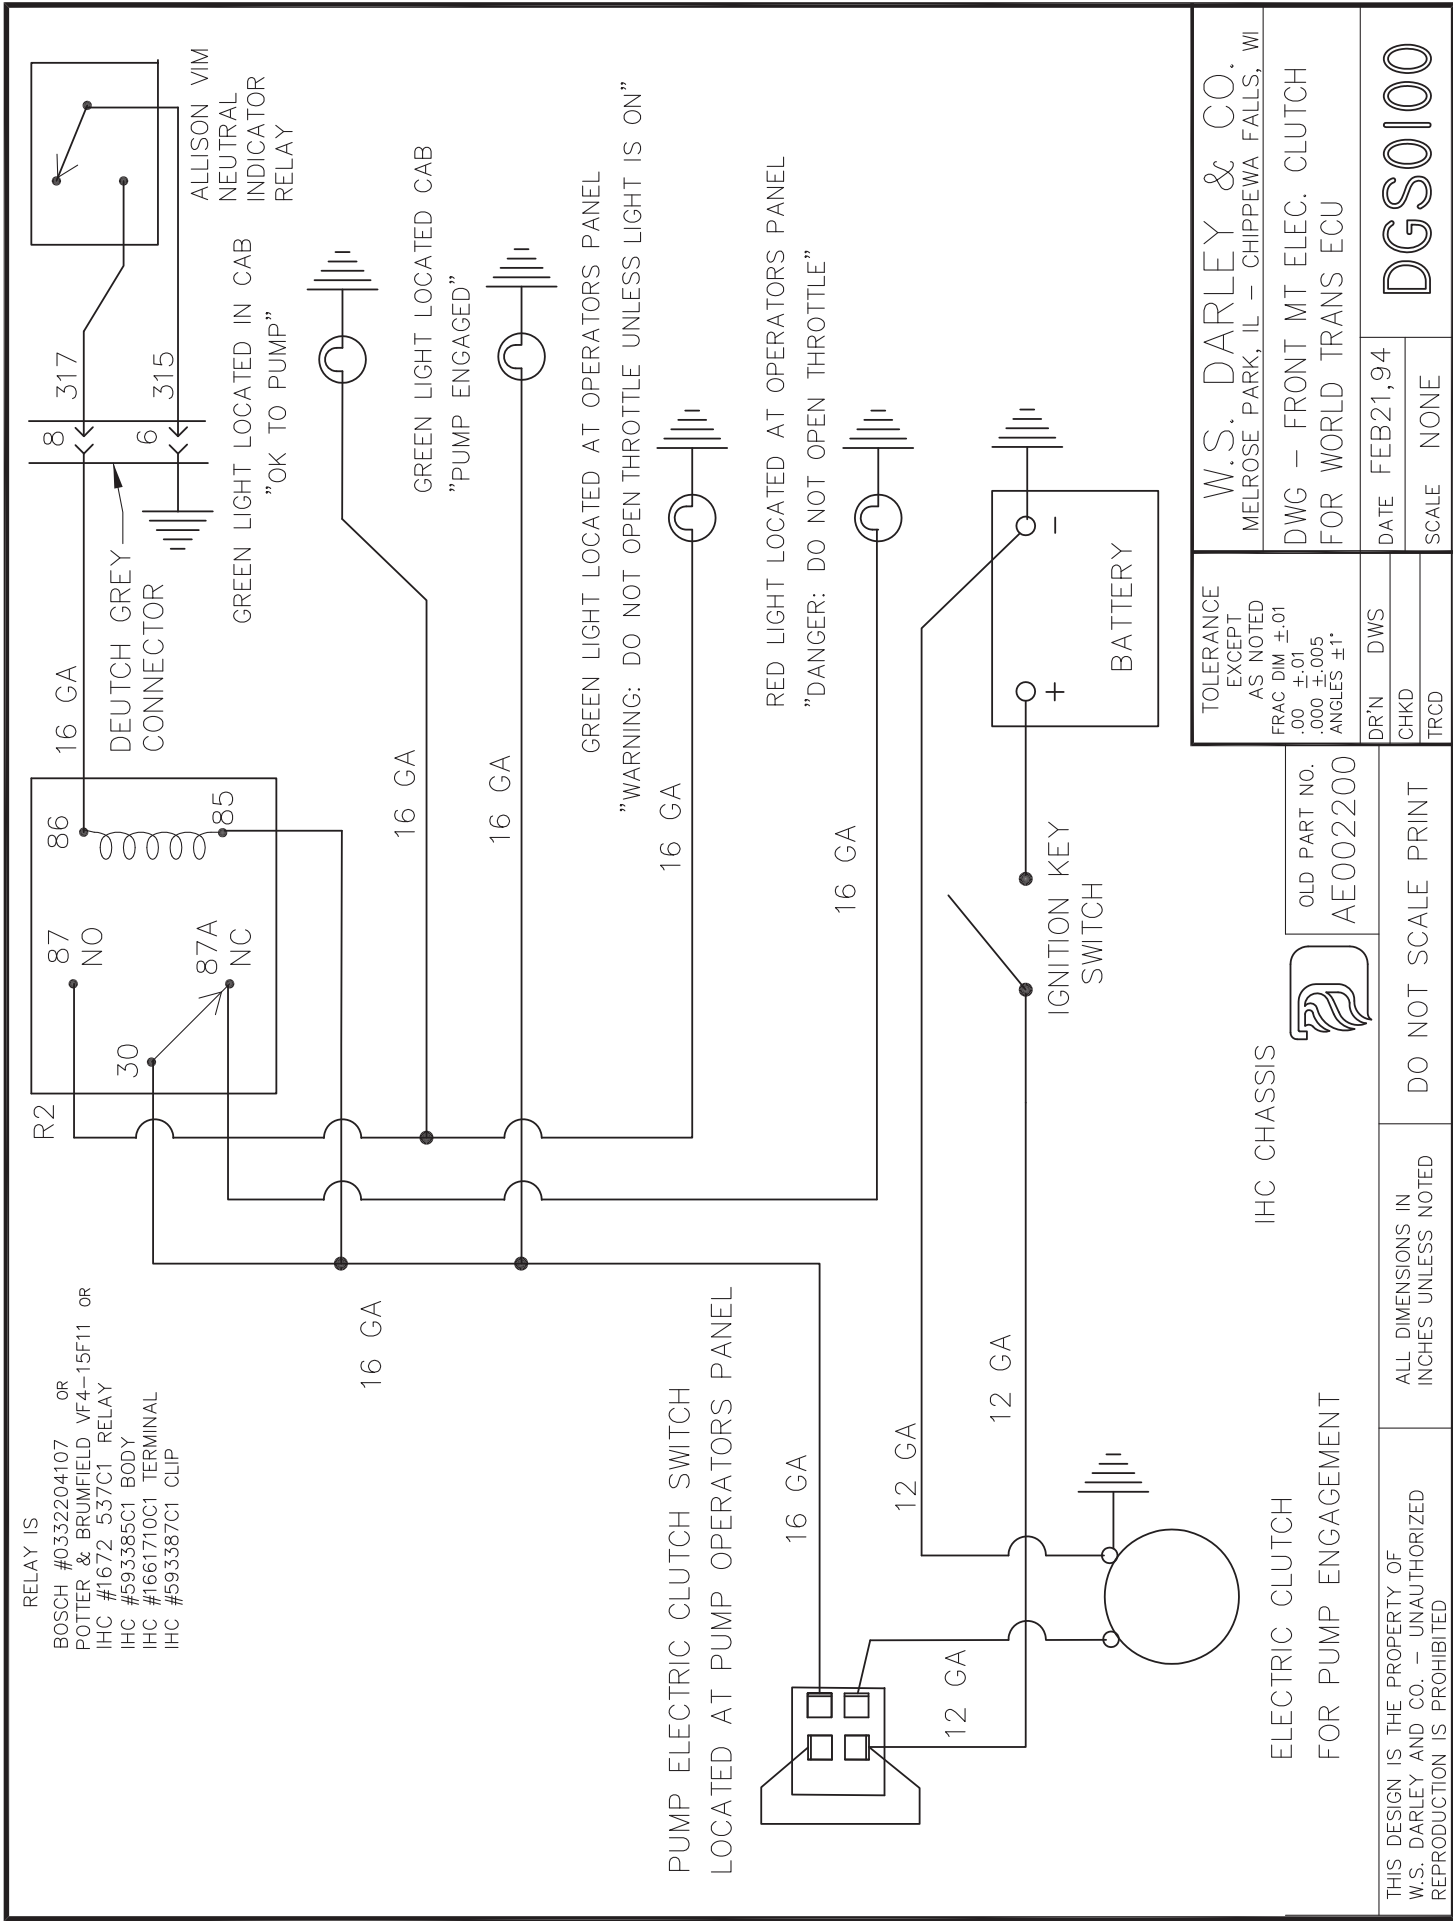 RELAY IS
BOSCH #0332204107 OR
POTTER & BRUMFIELD VF4-15F11 OR
IHC #1672 537C1 RELAY
IHC #593385C1 BODY
IHC #1661710C1 TERMINAL
IHC #593387C1 CLIP
R2
30
87
NO
87A
NC
86
85
16 GA
DEUTCH GREY
CONNECTOR
8
6
317
315
ALLISON VIM
NEUTRAL
INDICATOR
RELAY
GREEN LIGHT LOCATED IN CAB
"OK TO PUMP"
16 GA
16 GA
GREEN LIGHT LOCATED CAB
"PUMP ENGAGED"
16 GA
GREEN LIGHT LOCATED AT OPERATORS PANEL
"WARNING: DO NOT OPEN THROTTLE UNLESS LIGHT IS ON"
16 GA
RED LIGHT LOCATED AT OPERATORS PANEL
"DANGER: DO NOT OPEN THROTTLE"
16 GA
PUMP ELECTRIC CLUTCH SWITCH
LOCATED AT PUMP OPERATORS PANEL
16 GA
12 GA
12 GA
12 GA
IGNITION KEY
SWITCH
+
-
BATTERY
ELECTRIC CLUTCH
FOR PUMP ENGAGEMENT
IHC CHASSIS
THIS DESIGN IS THE PROPERTY OF
W.S. DARLEY AND CO. - UNAUTHORIZED
REPRODUCTION IS PROHIBITED
ALL DIMENSIONS IN
INCHES UNLESS NOTED
DO NOT SCALE PRINT
OLD PART NO.
AE002200
TOLERANCE
EXCEPT
AS NOTED
FRAC DIM ±.01
.00 ±.01
.000 ±.005
ANGLES ±1°
DR'N DWS
CHKD
TRCD
W.S. DARLEY & CO.
MELROSE PARK, IL - CHIPPEWA FALLS, WI
DWG - FRONT MT ELEC. CLUTCH
FOR WORLD TRANS ECU
DATE FEB21,94
SCALE NONE
DGS0100